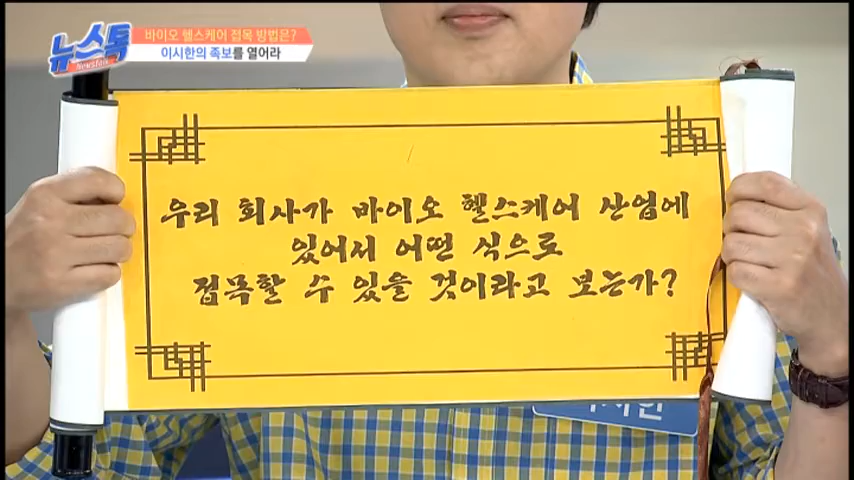 뉴스톡
NewsTalk
바이오 헬스케어 접목 방법은?
이시한의 족보를 열어라
우리 회사가 바이오 헬스케어 산업에
있어서 어떤 식으로
접목할 수 있을 것이라고 보는가?